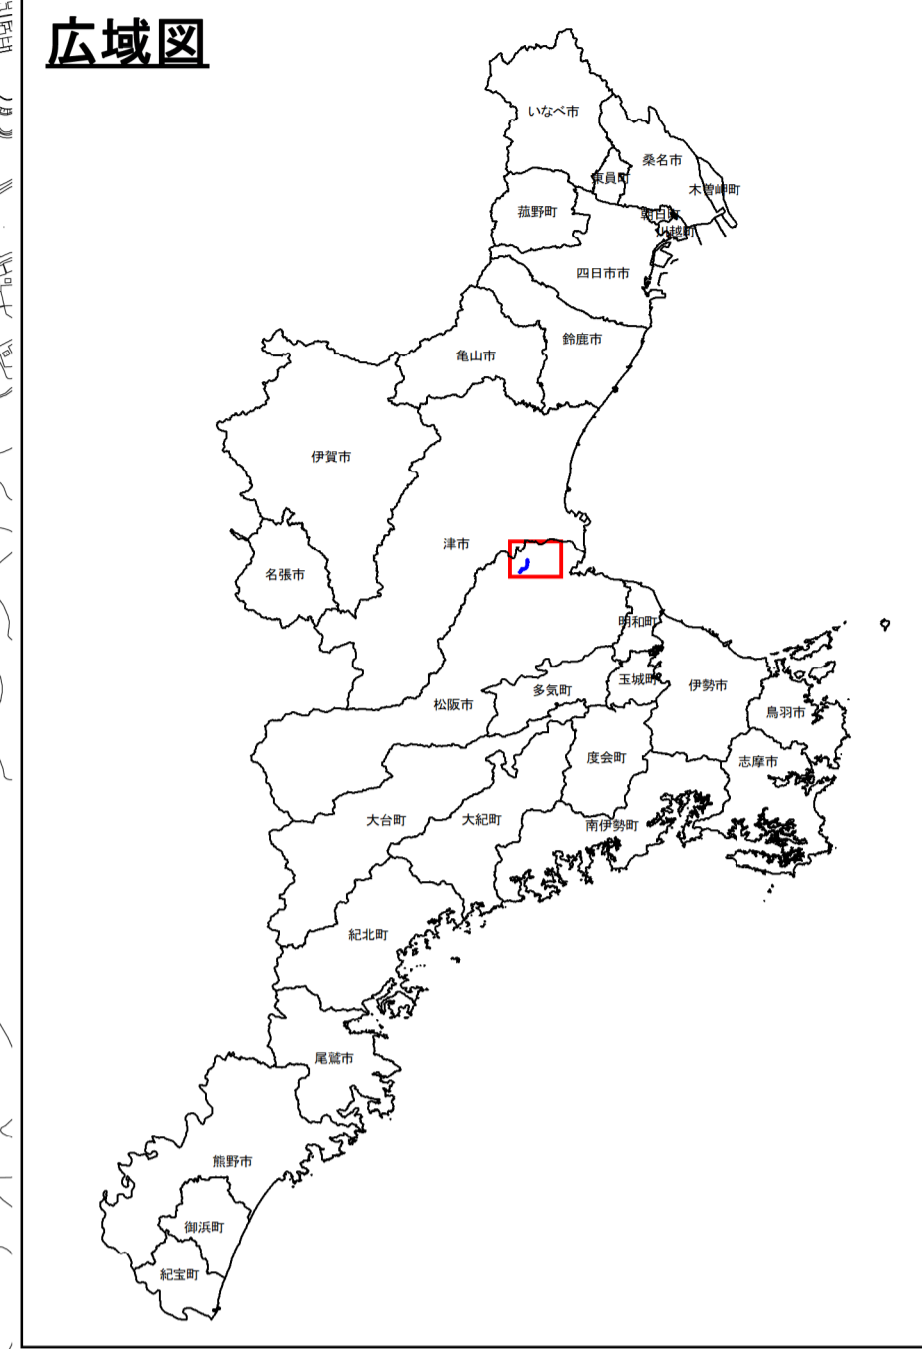 広域図
いなべ市
桑名市
東員町
木曽岬町
菰野町
朝日町
川越町
四日市市
鈴鹿市
亀山市
伊賀市
津市
名張市
明和町
玉城町
伊勢市
多気町
松阪市
鳥羽市
度会町
志摩市
大台町
大紀町
南伊勢町
紀北町
尾鷲市
熊野市
御浜町
紀宝町